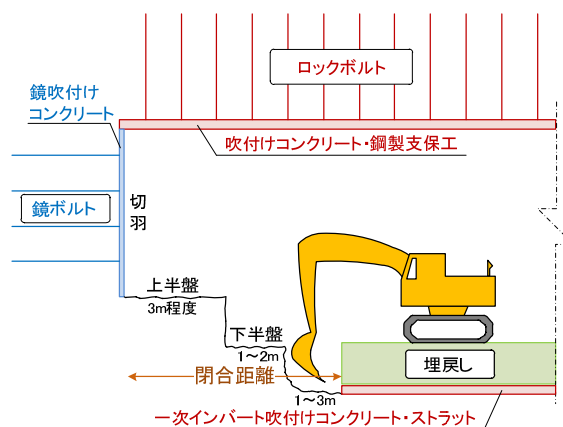 ロックボルト
鏡吹付け
コンクリート
吹付けコンクリート・鋼製支保工
切
羽
鏡ボルト
上半盤
3m程度
下半盤
1～2m
埋戻し
閉合距離
1～3m
一次インバート吹付けコンクリート・ストラット